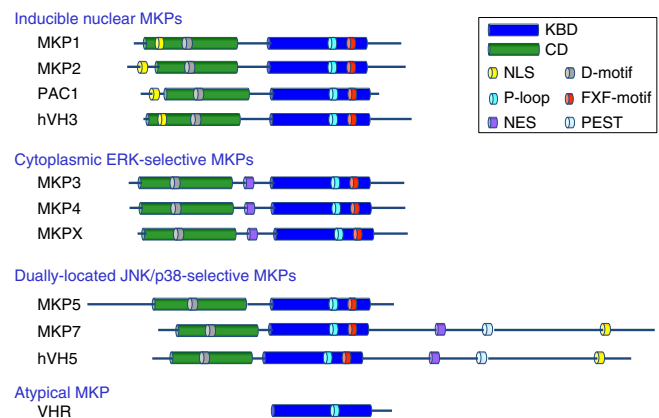 Inducible nuclear MKPs
MKP1
MKP2
PAC1
hVH3
KBD
CD
NLS D-motif
P-loop FXF-motif
NES PEST
Cytoplasmic ERK-selective MKPs
MKP3
MKP4
MKPX
Dually-located JNK/p38-selective MKPs
MKP5
MKP7
hVH5
Atypical MKP
VHR